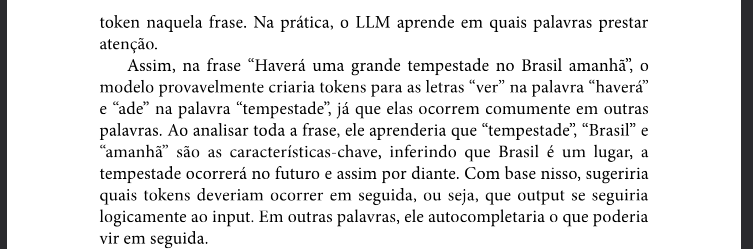 token naquela frase. Na prática, o LLM aprende em quais palavras prestar
atenção.
Assim, na frase “Haverá uma grande tempestade no Brasil amanhã”, o
modelo provavelmente criaria tokens para as letras “ver” na palavra “haverá”
e “ade” na palavra “tempestade”, já que elas ocorrem comumente em outras
palavras. Ao analisar toda a frase, ele aprenderia que “tempestade”, “Brasil” e
“amanhã” são as características-chave, inferindo que Brasil é um lugar, a
tempestade ocorrerá no futuro e assim por diante. Com base nisso, sugeriria
quais tokens deveriam ocorrer em seguida, ou seja, que output se seguiria
logicamente ao input. Em outras palavras, ele autocompletaria o que poderia
vir em seguida.